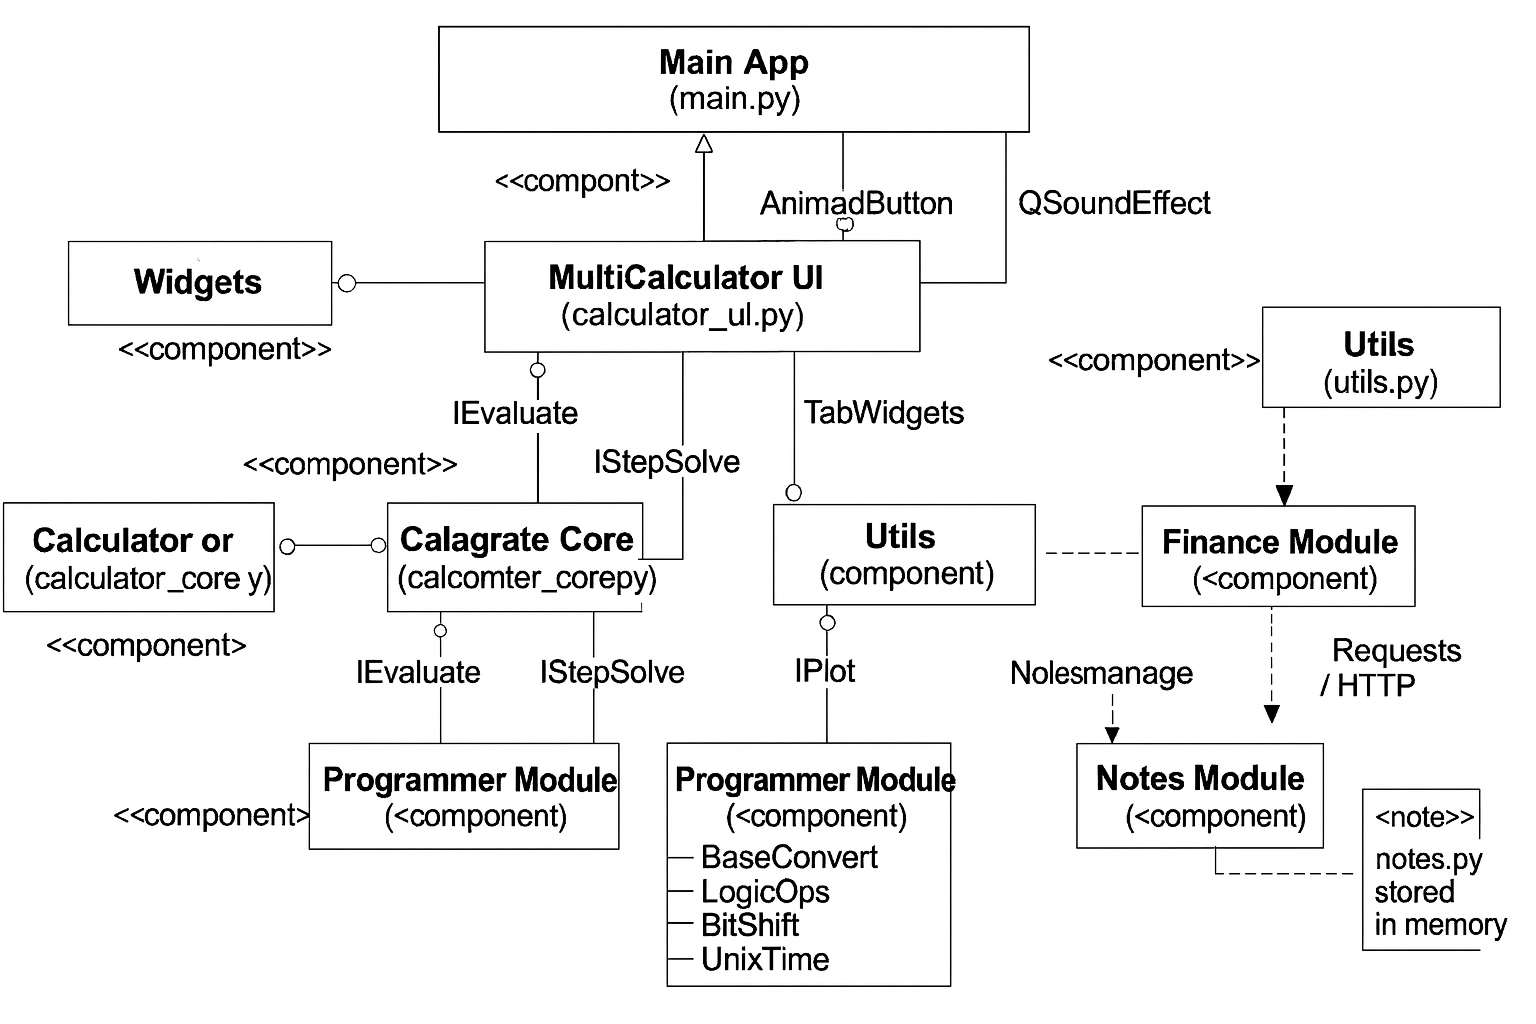 Main App
(main.py)
<<compont>>
AnimadButton
QSoundEffect
Widgets
<<component>>
MultiCalculator UI
(calculator_ul.py)
<<component>>
Utils
(utils.py)
IEvaluate
TabWidgets
<<component>>
IStepSolve
Calculator or
(calculator_core y)
<<component>
Calagrate Core
(calcomter_corepy)
Utils
(component)
Finance Module
(<component)
IEvaluate
IStepSolve
IPlot
Nolesmanage
Requests
/ HTTP
<<component>
Programmer Module
(<component)
Programmer Module
(<component)
BaseConvert
LogicOps
BitShift
UnixTime
Notes Module
(<component)
<note>>
notes.py
stored
in memory